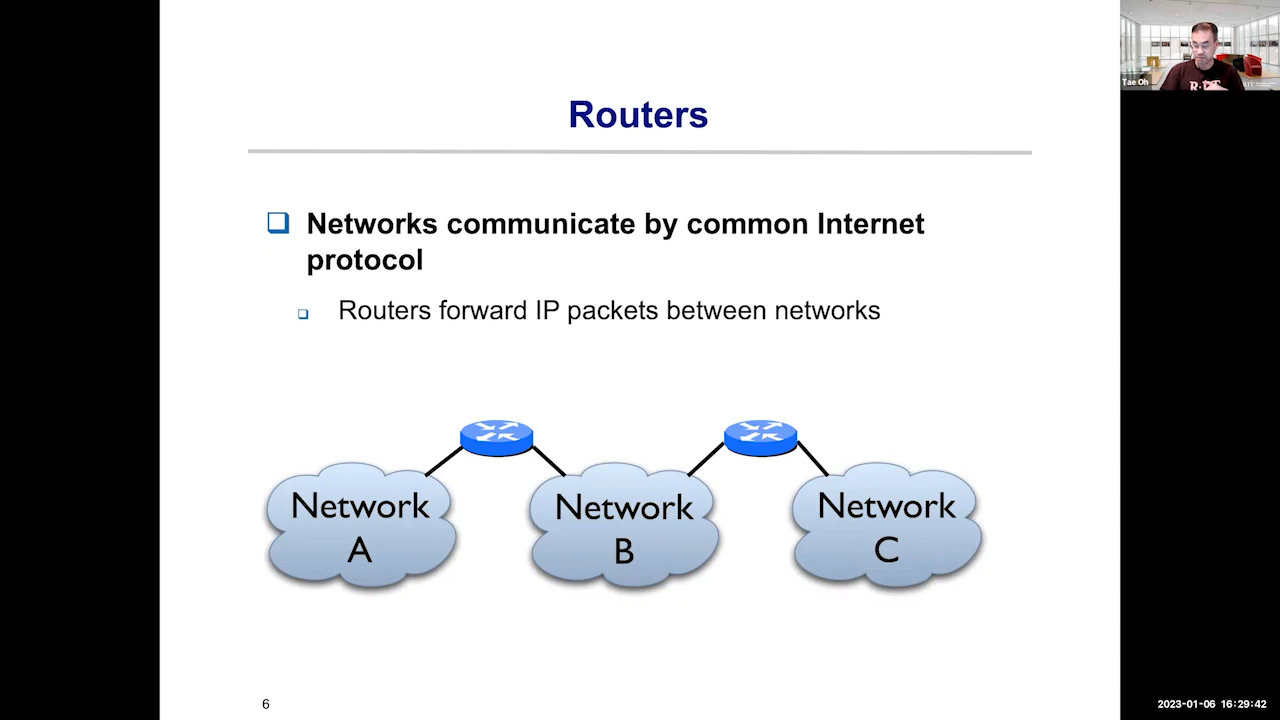 Tae Oh
Routers
Networks communicate by common Internet
protocol
Routers forward IP packets between networks
Network
A
Network
B
Network
C
6
2023-01-06 16:29:42